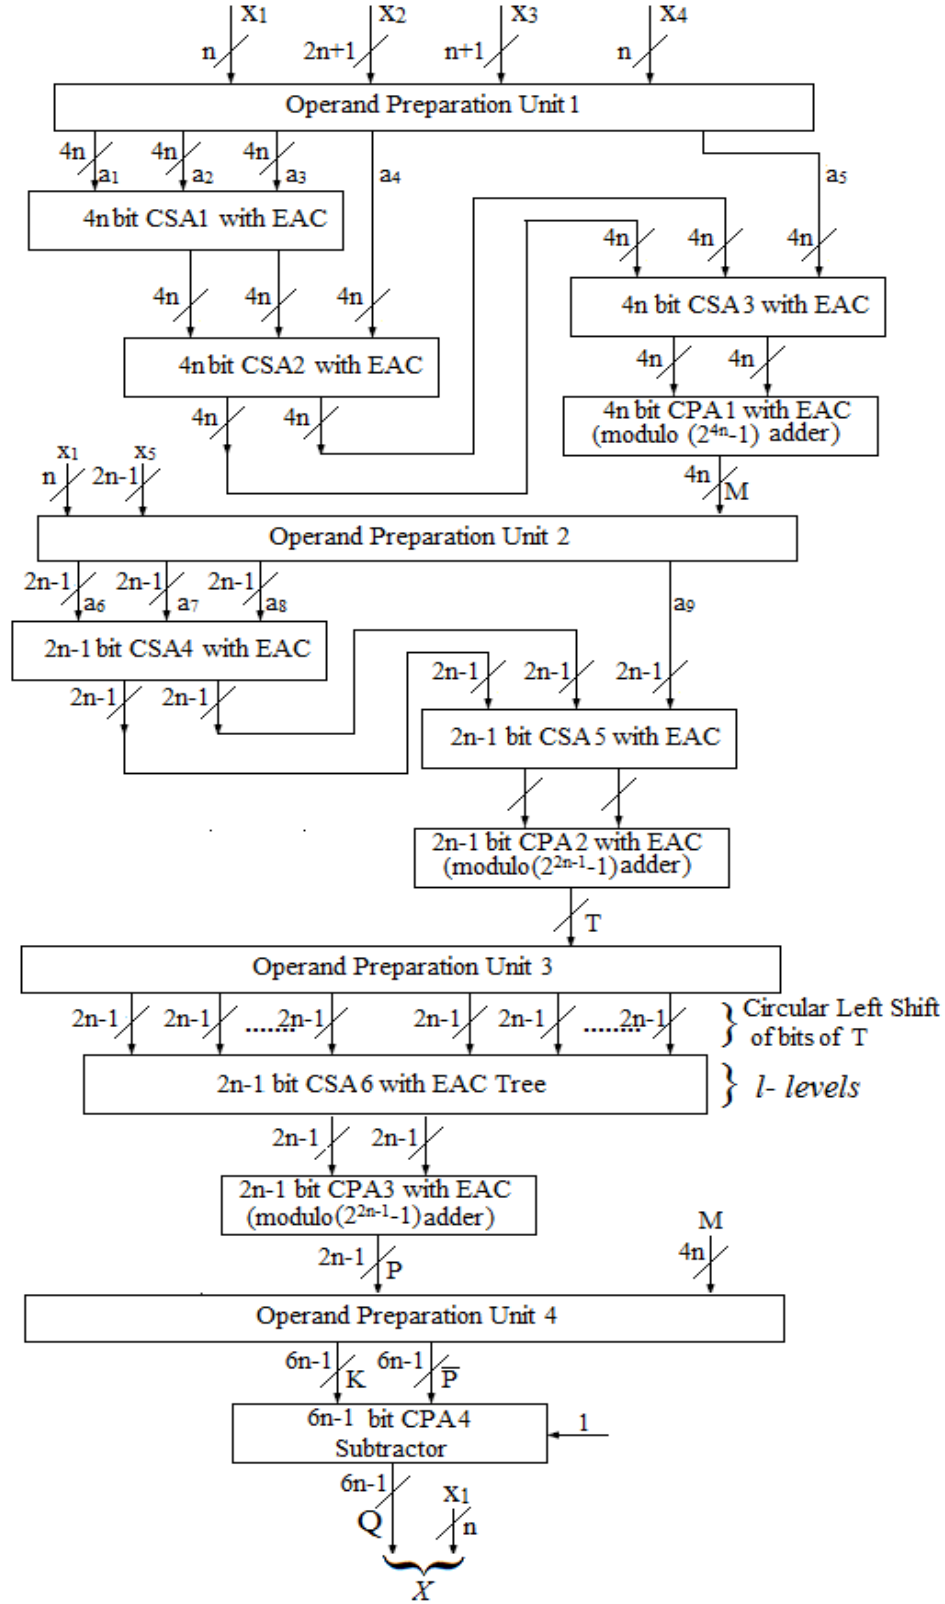 x1 x2 x3 x4
n 2n+1 n+1 n
Operand Preparation Unit 1
4n 4n 4n
a1 a2 a3 a4 a5
4n bit CSA1 with EAC
4n 4n 4n
4n 4n 4n
4n bit CSA3 with EAC
4n bit CSA2 with EAC
4n 4n
4n 4n
4n bit CPA1 with EAC
(modulo (2^4n-1) adder)
x1 x5
n 2n-1 4n
M
Operand Preparation Unit 2
2n-1 2n-1 2n-1
a6 a7 a8 a9
2n-1 bit CSA4 with EAC
2n-1 2n-1 2n-1
2n-1 2n-1
2n-1 bit CSA5 with EAC
2n-1 bit CPA2 with EAC
(modulo(2^2n-1-1)adder)
T
Operand Preparation Unit 3
2n-1 2n-1 ....... 2n-1 2n-1 2n-1 ........ 2n-1
} Circular Left Shift
of bits of T
2n-1 bit CSA6 with EAC Tree
} l- levels
2n-1 2n-1
2n-1 bit CPA3 with EAC
(modulo(2^2n-1-1)adder)
M
2n-1 P 4n
Operand Preparation Unit 4
6n-1 6n-1
K P̅
6n-1 bit CPA4
Subtractor
1
6n-1 x1
Q n
X